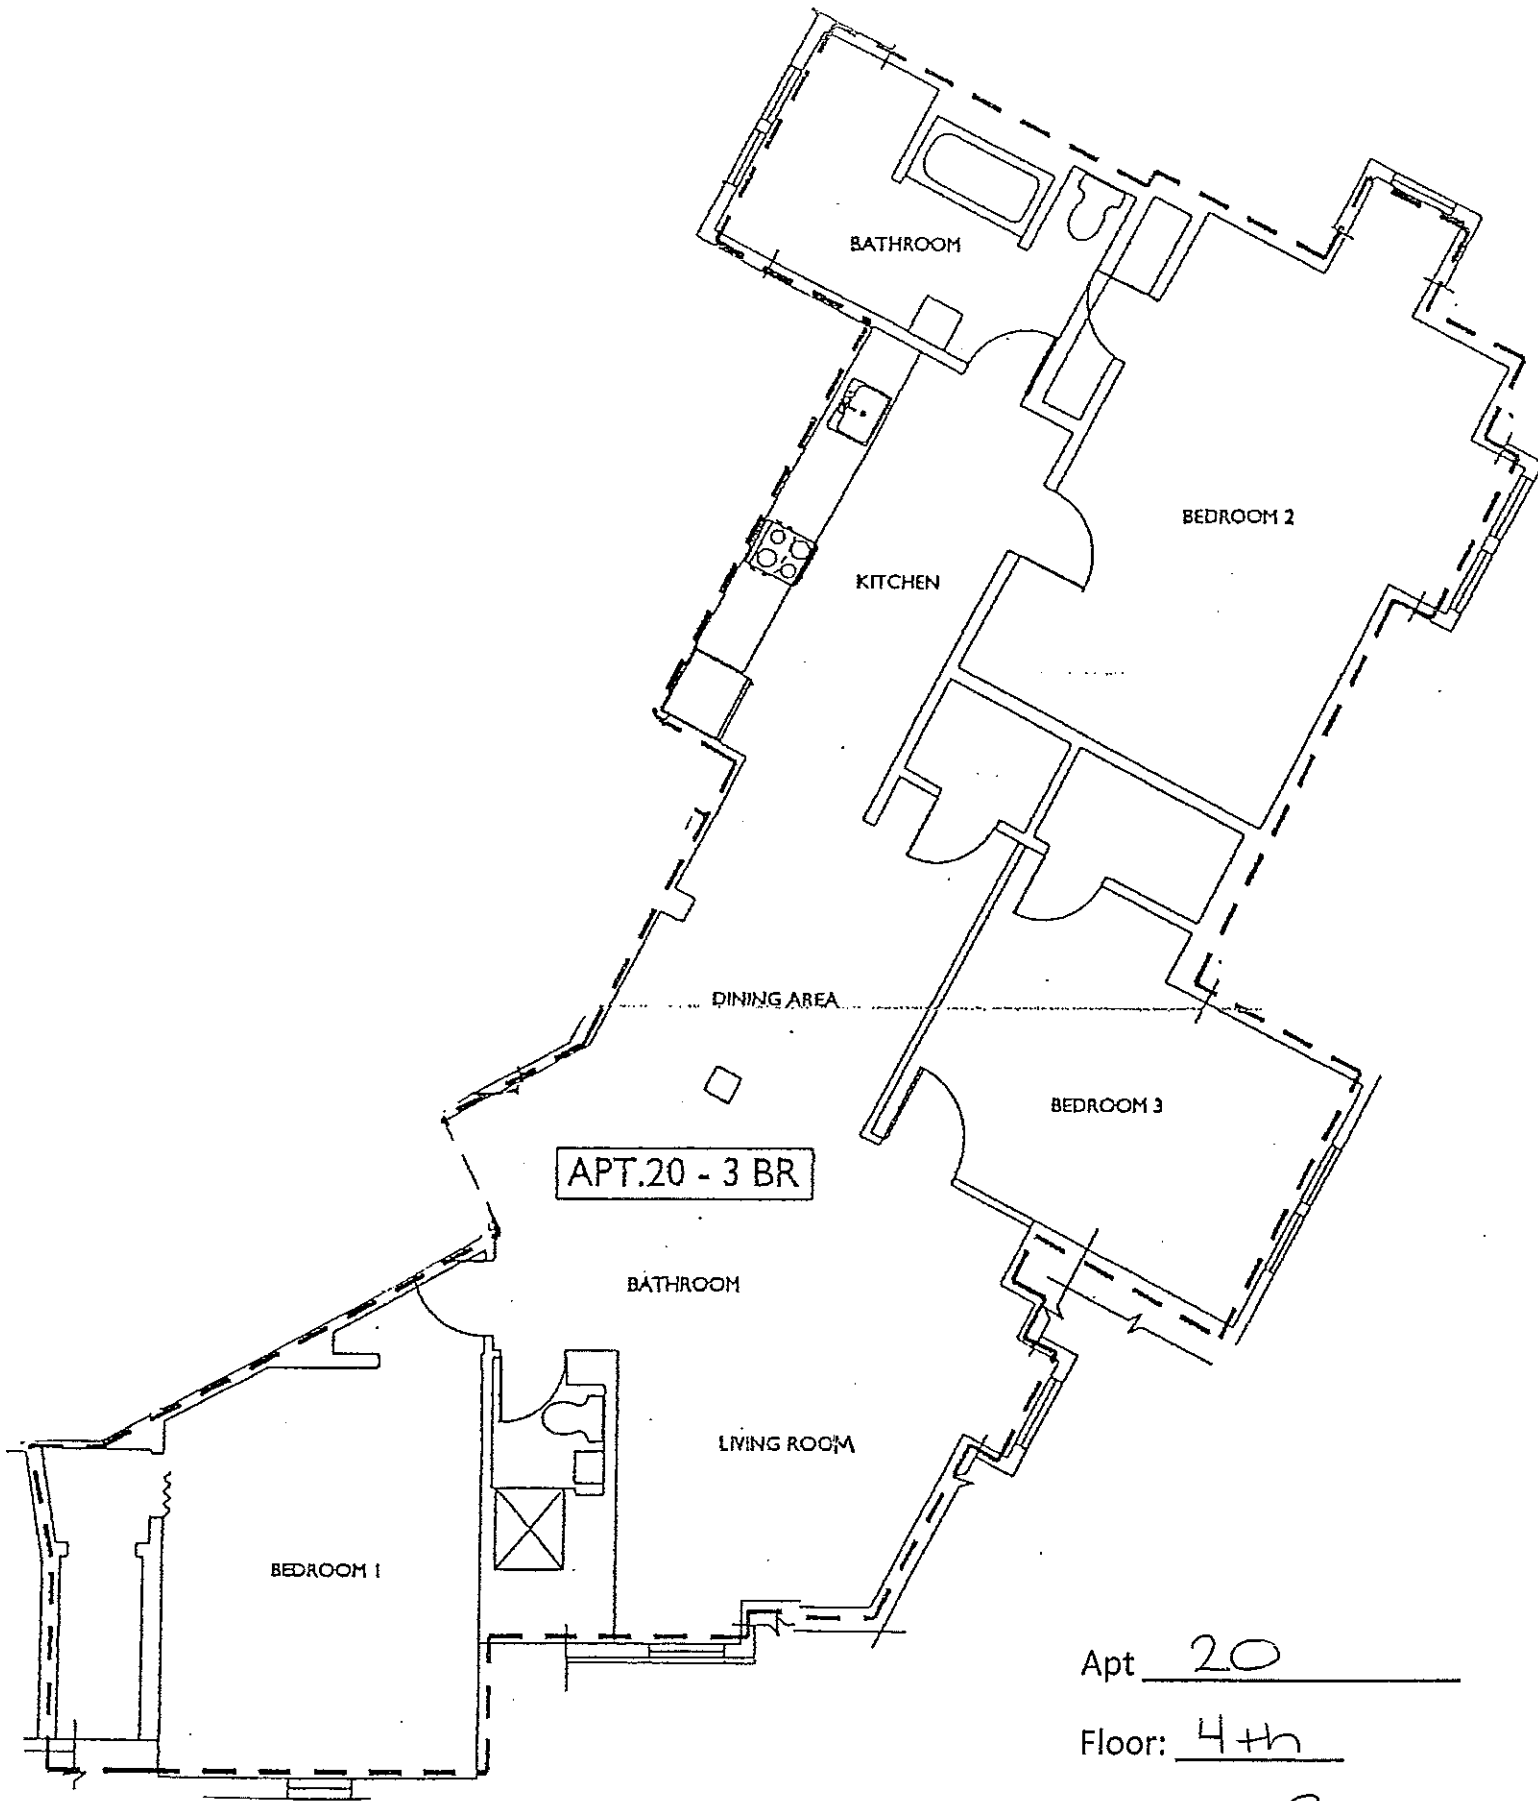 BATHROOM
BEDROOM 2
KITCHEN
DINING AREA
BEDROOM 3
APT.20 - 3 BR
BATHROOM
LIVING ROOM
BEDROOM 1
Apt 20
Floor: 4th